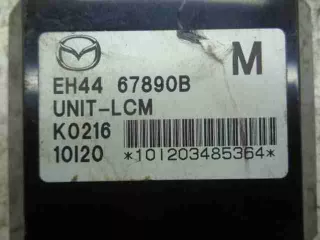 M
EH44 67890B
UNIT-LCM
K0216
10I20 *101203485364*